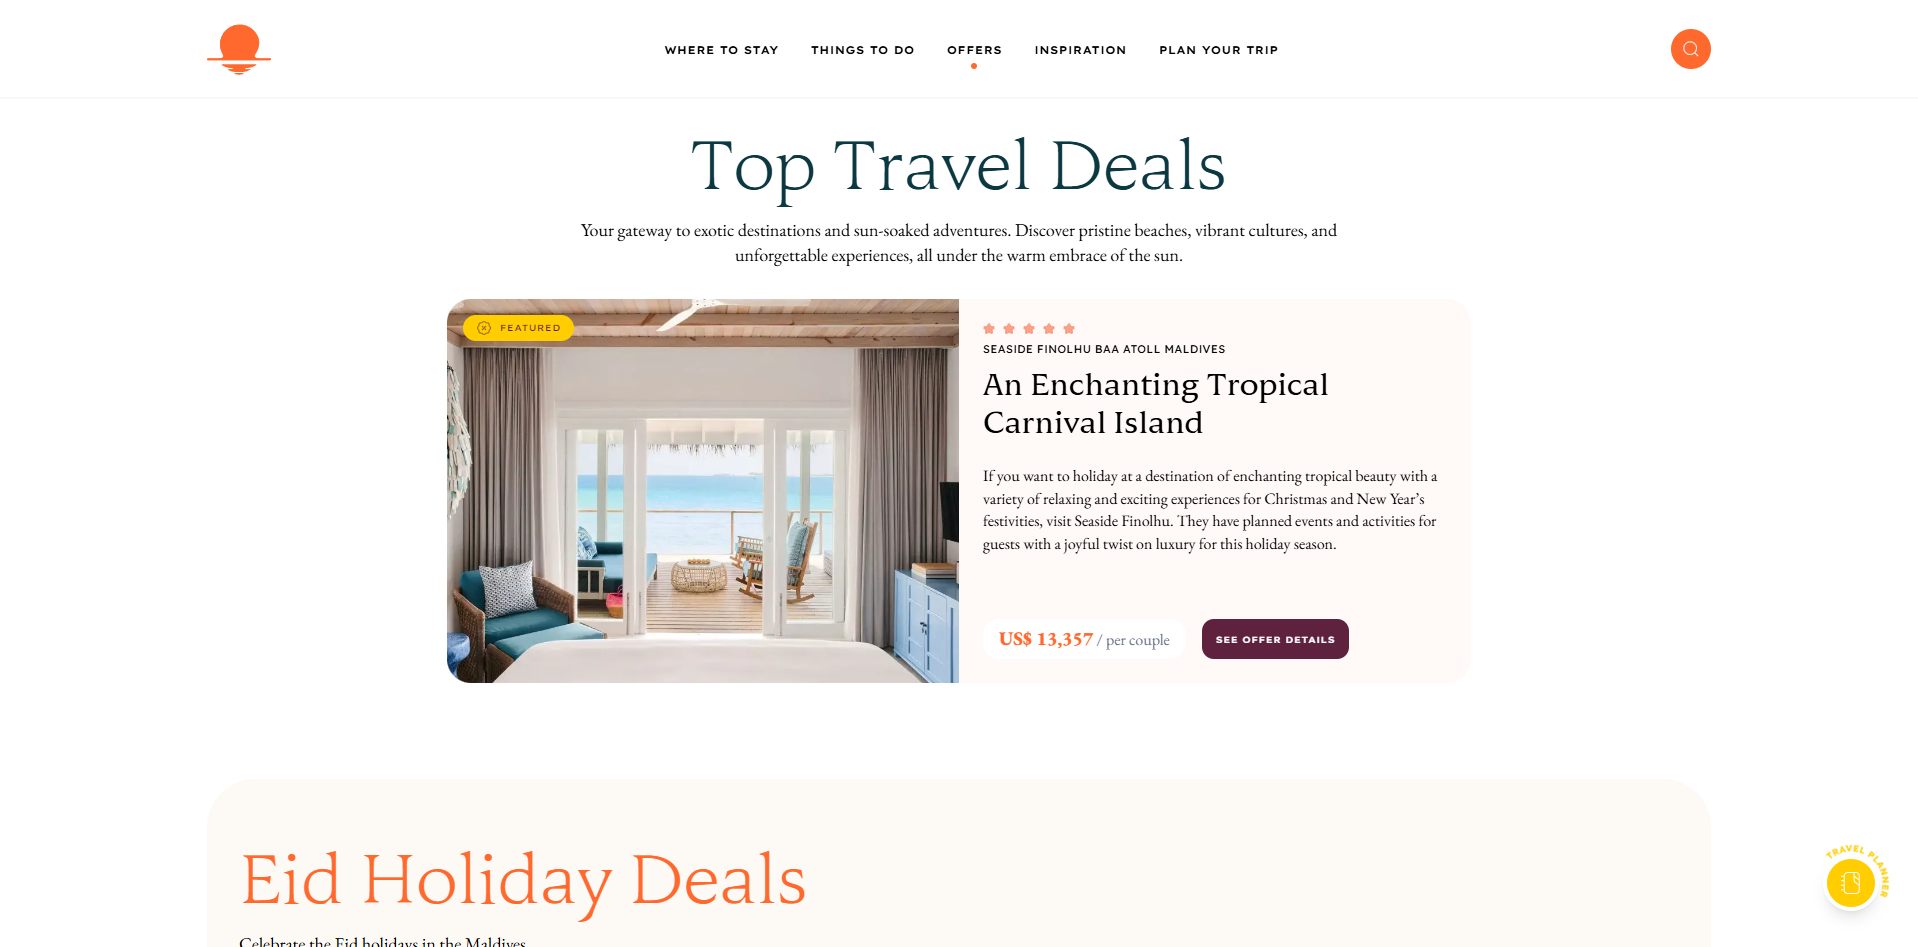 WHERE TO STAY
THINGS TO DO
OFFERS
INSPIRATION
PLAN YOUR TRIP
Top Travel Deals
Your gateway to exotic destinations and sun-soaked adventures. Discover pristine beaches, vibrant cultures, and
unforgettable experiences, all under the warm embrace of the sun.
FEATURED
SEASIDE FINOLHU BAA ATOLL MALDIVES
An Enchanting Tropical
Carnival Island
If you want to holiday at a destination of enchanting tropical beauty with a
variety of relaxing and exciting experiences for Christmas and New Year’s
festivities, visit Seaside Finolhu. They have planned events and activities for
guests with a joyful twist on luxury for this holiday season.
US$ 13,357 / per couple
SEE OFFER DETAILS
Eid Holiday Deals
Celebrate the Eid holidays in the Maldives
TRAVEL PLANNER